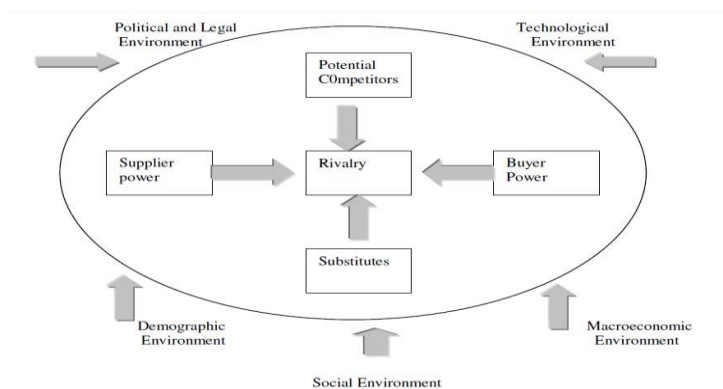 Political and Legal
Environment
Technological
Environment
Potential
C0mpetitors
Supplier
power
Rivalry
Buyer
Power
Substitutes
Demographic
Environment
Macroeconomic
Environment
Social Environment